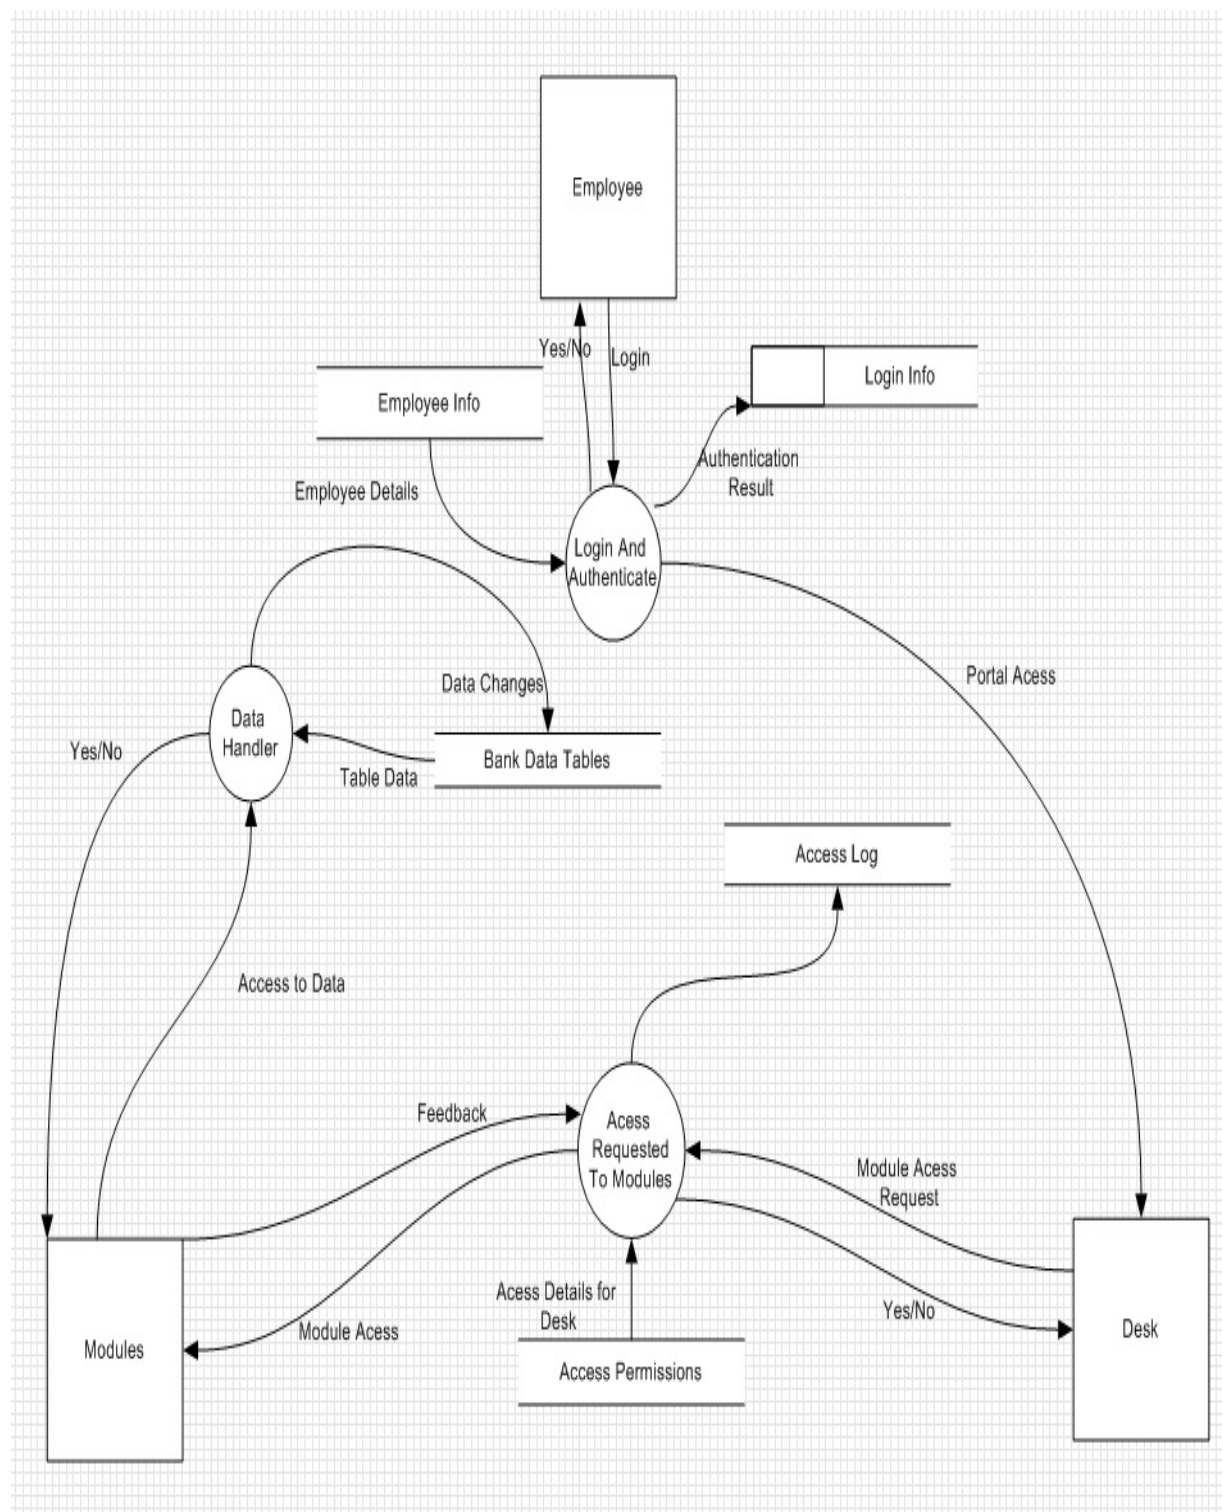 Employee
Yes/No
Login
Login Info
Employee Info
Authentication
Result
Employee Details
Login And
Authenticate
Portal Acess
Data Changes
Data
Handler
Yes/No
Bank Data Tables
Table Data
Access Log
Access to Data
Feedback
Acess
Requested
To Modules
Module Acess
Request
Acess Details for
Desk
Yes/No
Module Acess
Desk
Modules
Access Permissions